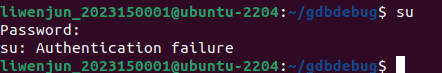 liwenjun_2023150001@ubuntu-2204:~/gdbdebug$ su
Password:
su: Authentication failure
liwenjun_2023150001@ubuntu-2204:~/gdbdebug$